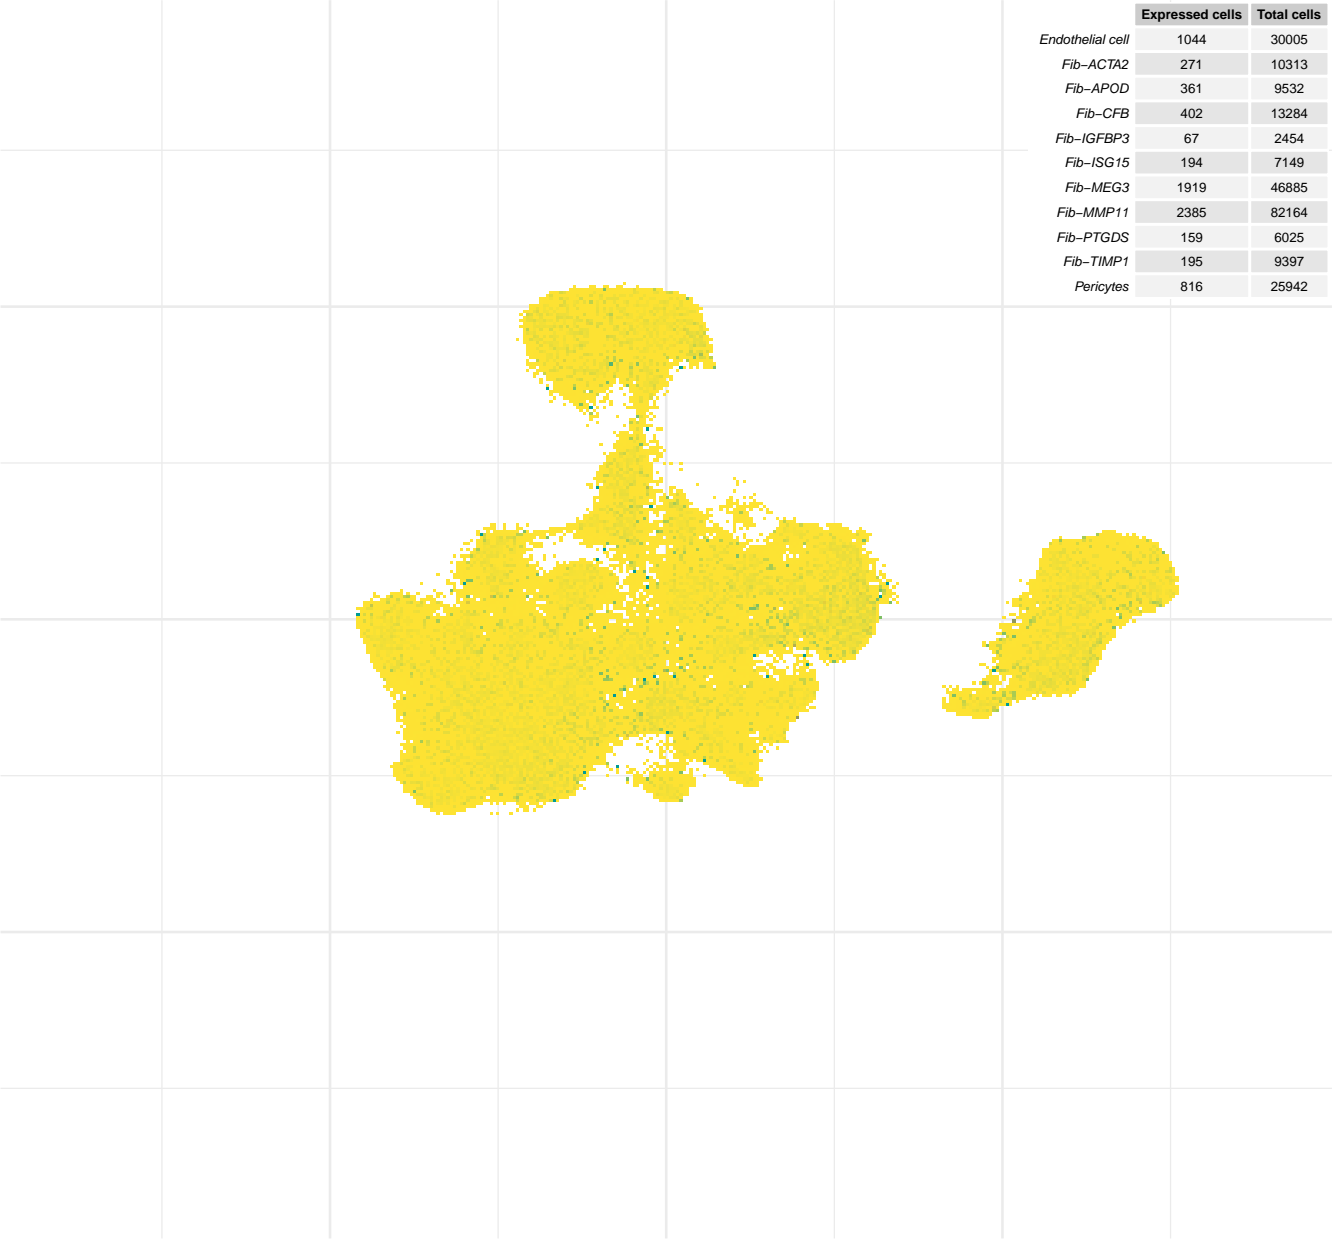 Expressed cells Total cells
Endothelial cell 1044 30005
Fib−ACTA2 271 10313
Fib−APOD 361 9532
Fib−CFB 402 13284
Fib−IGFBP3 67 2454
Fib−ISG15 194 7149
Fib−MEG3 1919 46885
Fib−MMP11 2385 82164
Fib−PTGDS 159 6025
Fib−TIMP1 195 9397
Pericytes 816 25942